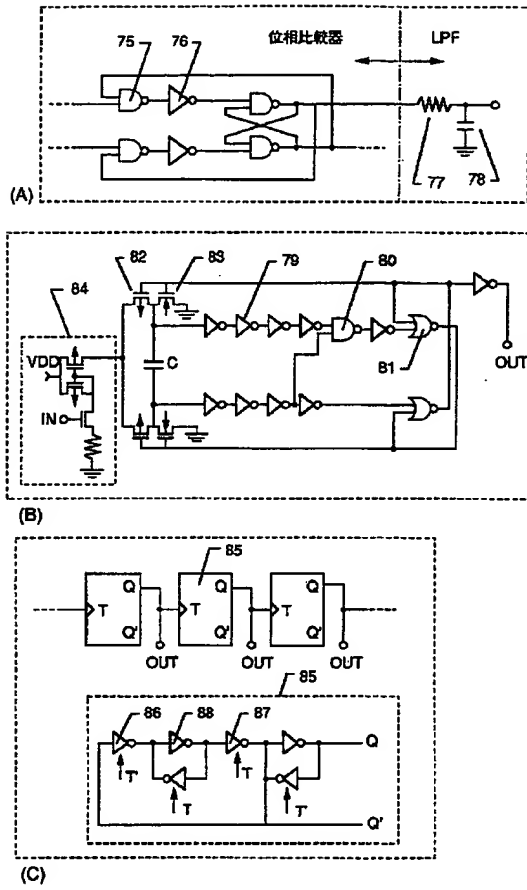 位相比較器 LPF
75 76
77 78
(A)
82 83 79 80
84
VDD
C
81
IN
OUT
(B)
85
Q Q Q
T T T
Q' Q' Q'
OUT OUT OUT
85
86 88 87
Q
T' T
T T'
Q'
(C)